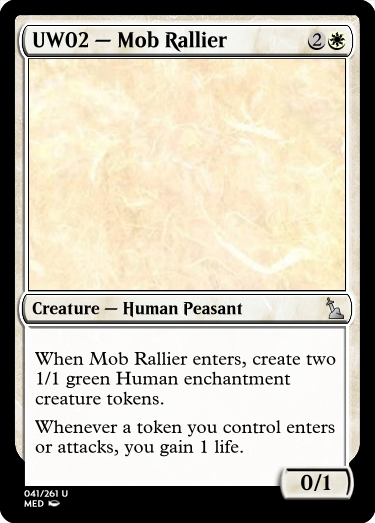 UW02 — Mob Rallier 2
Creature — Human Peasant
When Mob Rallier enters, create two
1/1 green Human enchantment
creature tokens.
Whenever a token you control enters
or attacks, you gain 1 life.
0/1
041/261 U
MED